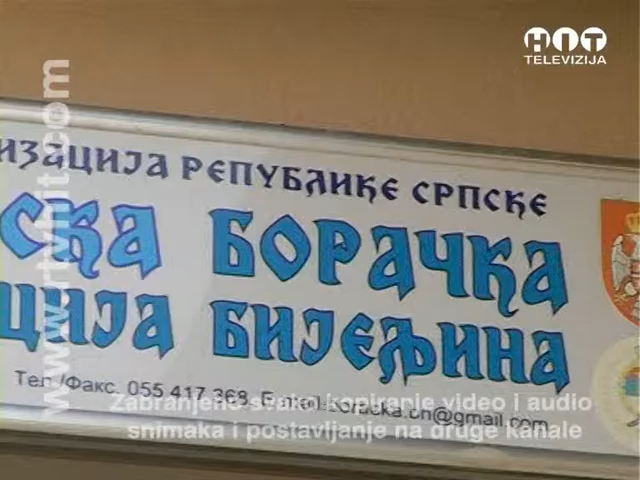 HIT
TELEVIZIJA
www.rtvhit.com
изација Републике Српске
ска Борачка
ција Бијељина
Тел./Факс. 055 417 368, E-mail:
Zabranjeno svako kopiranje video i audio
snimaka i postavljanje na druge kanale